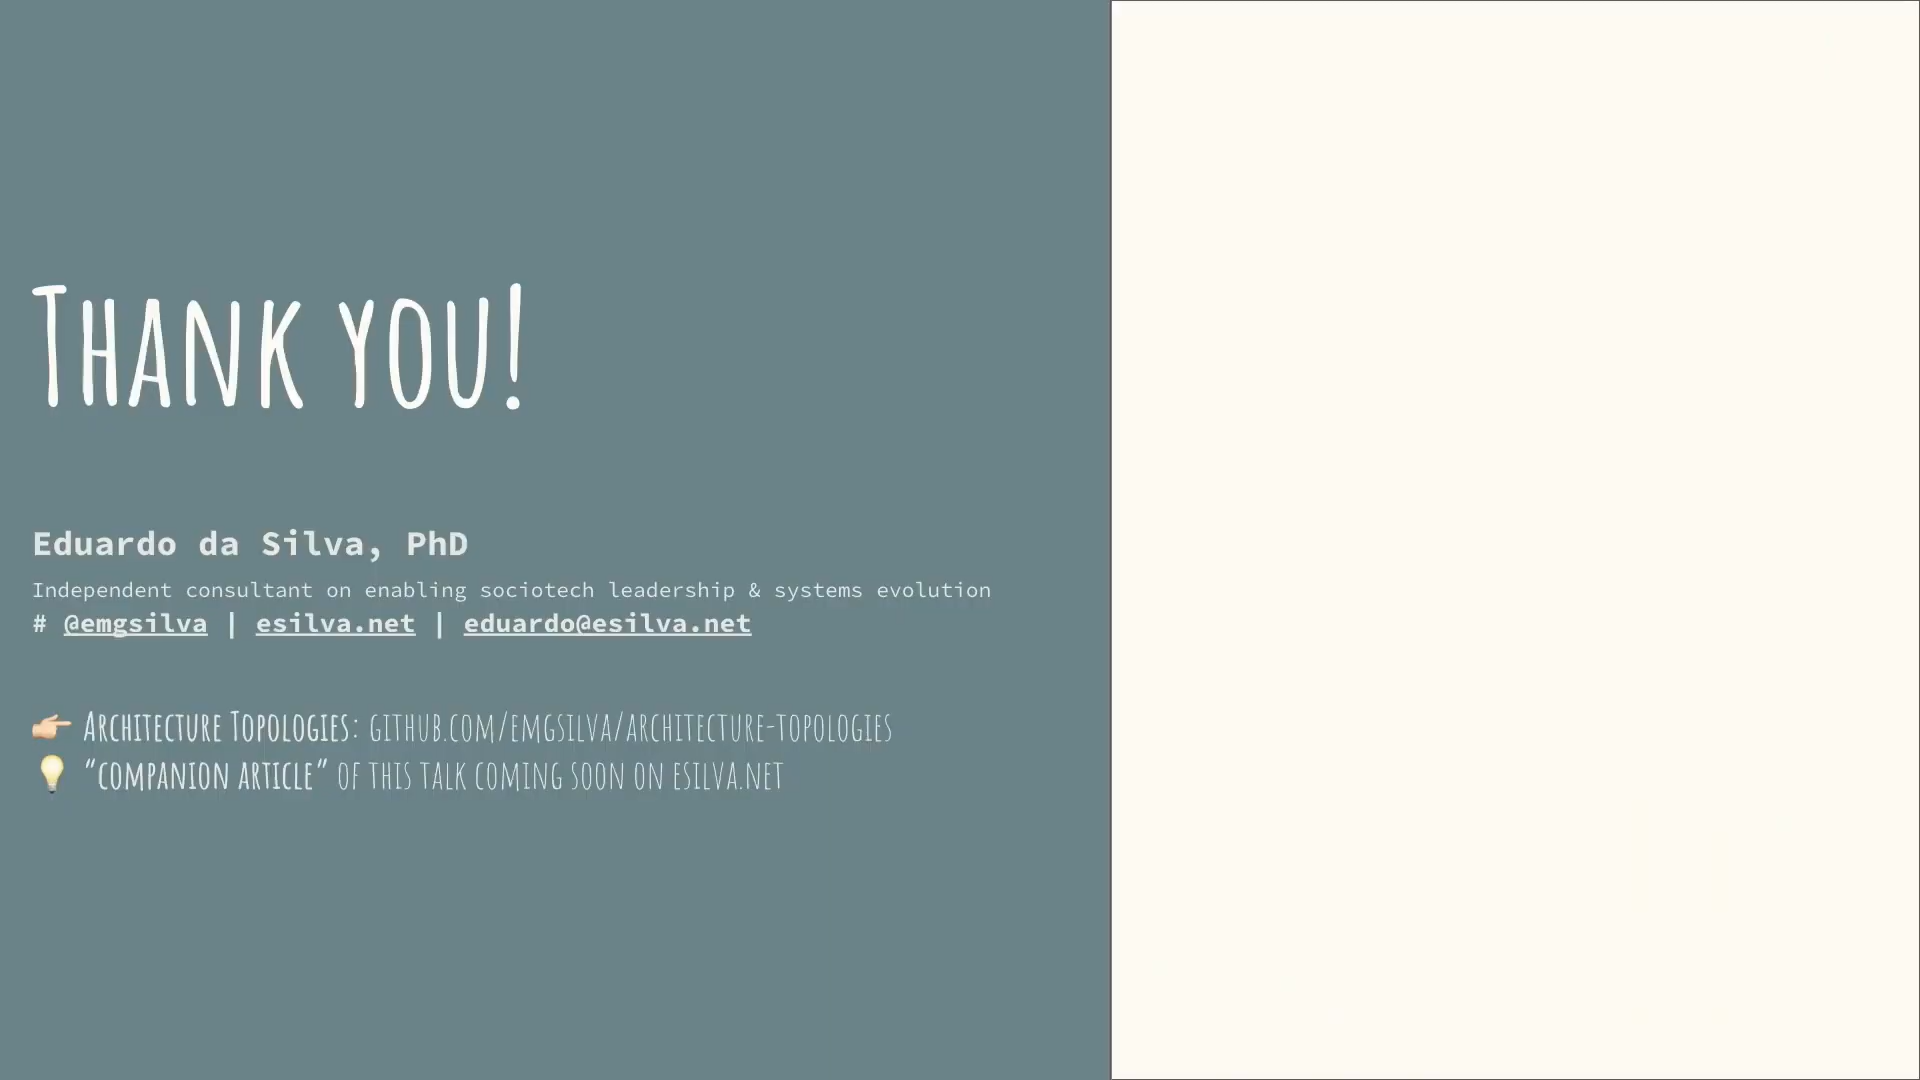 THANK YOU!
Eduardo da Silva, PhD
Independent consultant on enabling sociotech leadership & systems evolution
# @emgsilva | esilva.net | eduardo@esilva.net
👉🏻 ARCHITECTURE TOPOLOGIES: GITHUB.COM/EMGSILVA/ARCHITECTURE-TOPOLOGIES
💡 “COMPANION ARTICLE” OF THIS TALK COMING SOON ON ESILVA.NET